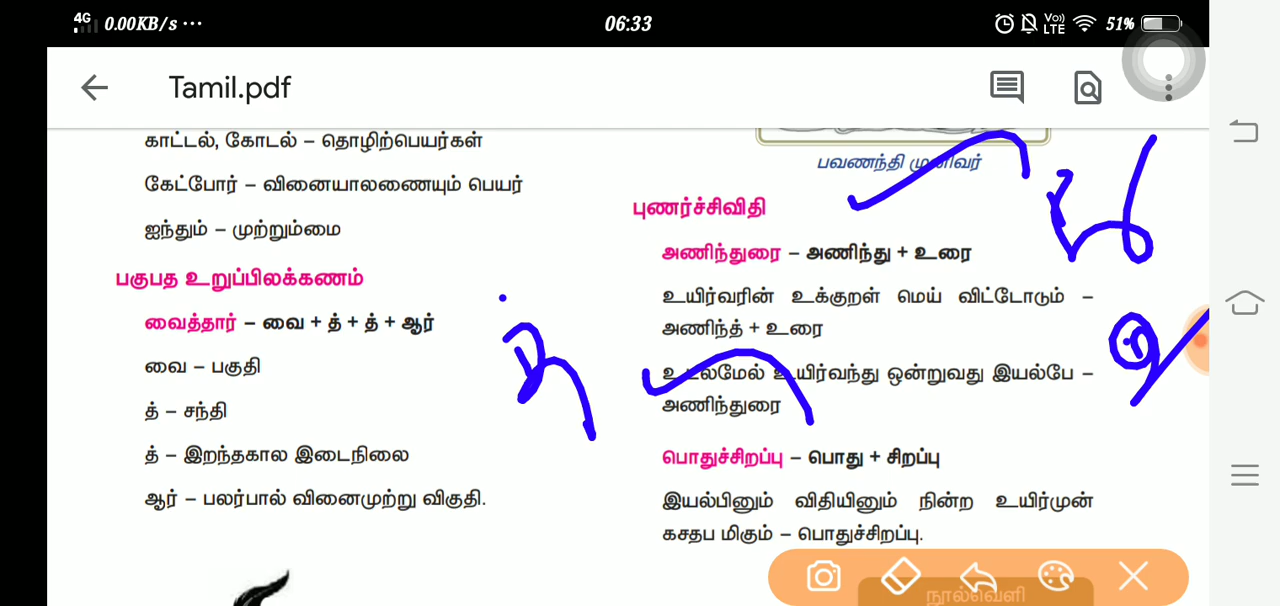 4G 0.00KB/s ··· 06:33 Vo)) LTE 51%
Tamil.pdf
காட்டல், கோடல் – தொழிற்பெயர்கள்
கேட்போர் – வினையாலணையும் பெயர்
ஐந்தும் – முற்றும்மை
பகுபத உறுப்பிலக்கணம்
வைத்தார் – வை + த் + த் + ஆர்
வை – பகுதி
த் – சந்தி
த் – இறந்தகால இடைநிலை
ஆர் – பலர்பால் வினைமுற்று விகுதி.
பவணந்தி முனிவர்
புணர்ச்சிவிதி
அணிந்துரை – அணிந்து + உரை
உயிர்வரின் உக்குறள் மெய் விட்டோடும் –
அணிந்த் + உரை
உடல்மேல் உயிர்வந்து ஒன்றுவது இயல்பே –
அணிந்துரை
பொதுச்சிறப்பு – பொது + சிறப்பு
இயல்பினும் விதியினும் நின்ற உயிர்முன்
கசதப மிகும் – பொதுச்சிறப்பு.
நூல்வெளி